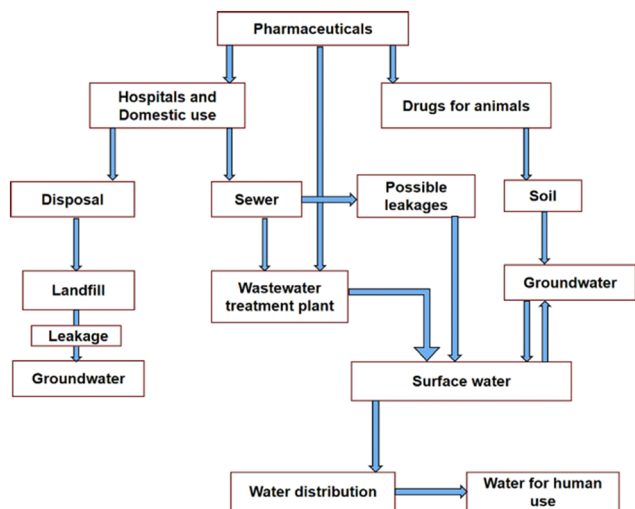 Pharmaceuticals
Hospitals and
Domestic use
Drugs for animals
Disposal
Sewer
Possible
leakages
Soil
Landfill
Wastewater
treatment plant
Groundwater
Leakage
Groundwater
Surface water
Water distribution
Water for human
use